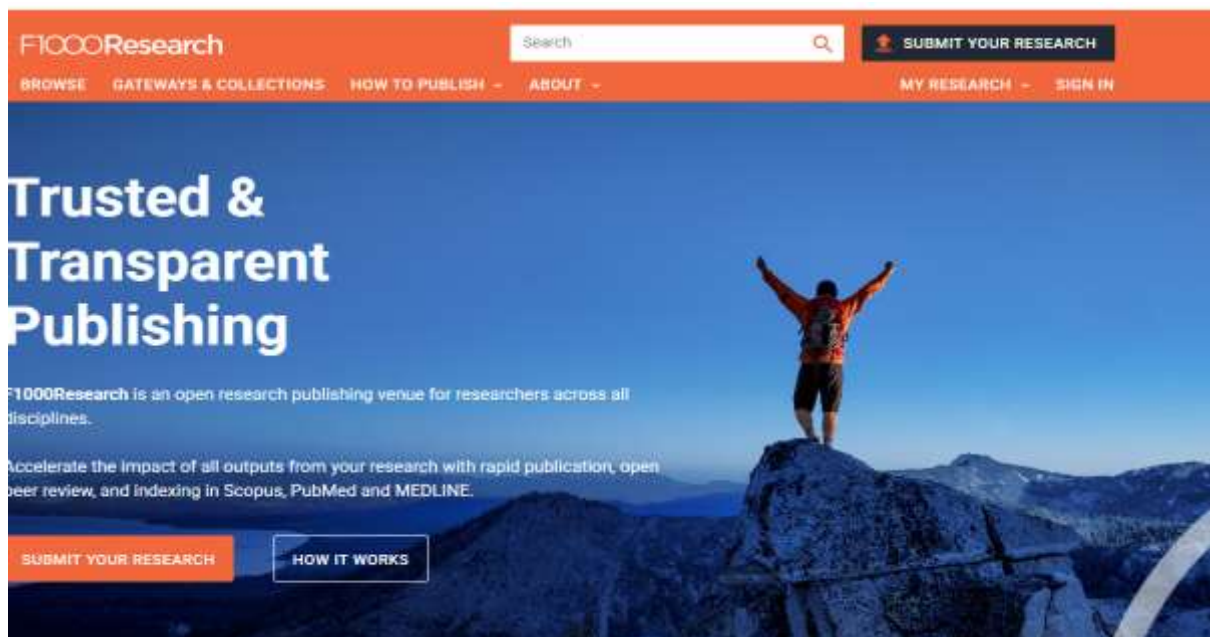 F1000Research
Search
SUBMIT YOUR RESEARCH
BROWSE GATEWAYS & COLLECTIONS HOW TO PUBLISH ABOUT MY RESEARCH SIGN IN
Trusted &
Transparent
Publishing
F1000Research is an open research publishing venue for researchers across all
disciplines.
Accelerate the impact of all outputs from your research with rapid publication, open
peer review, and indexing in Scopus, PubMed and MEDLINE.
SUBMIT YOUR RESEARCH HOW IT WORKS